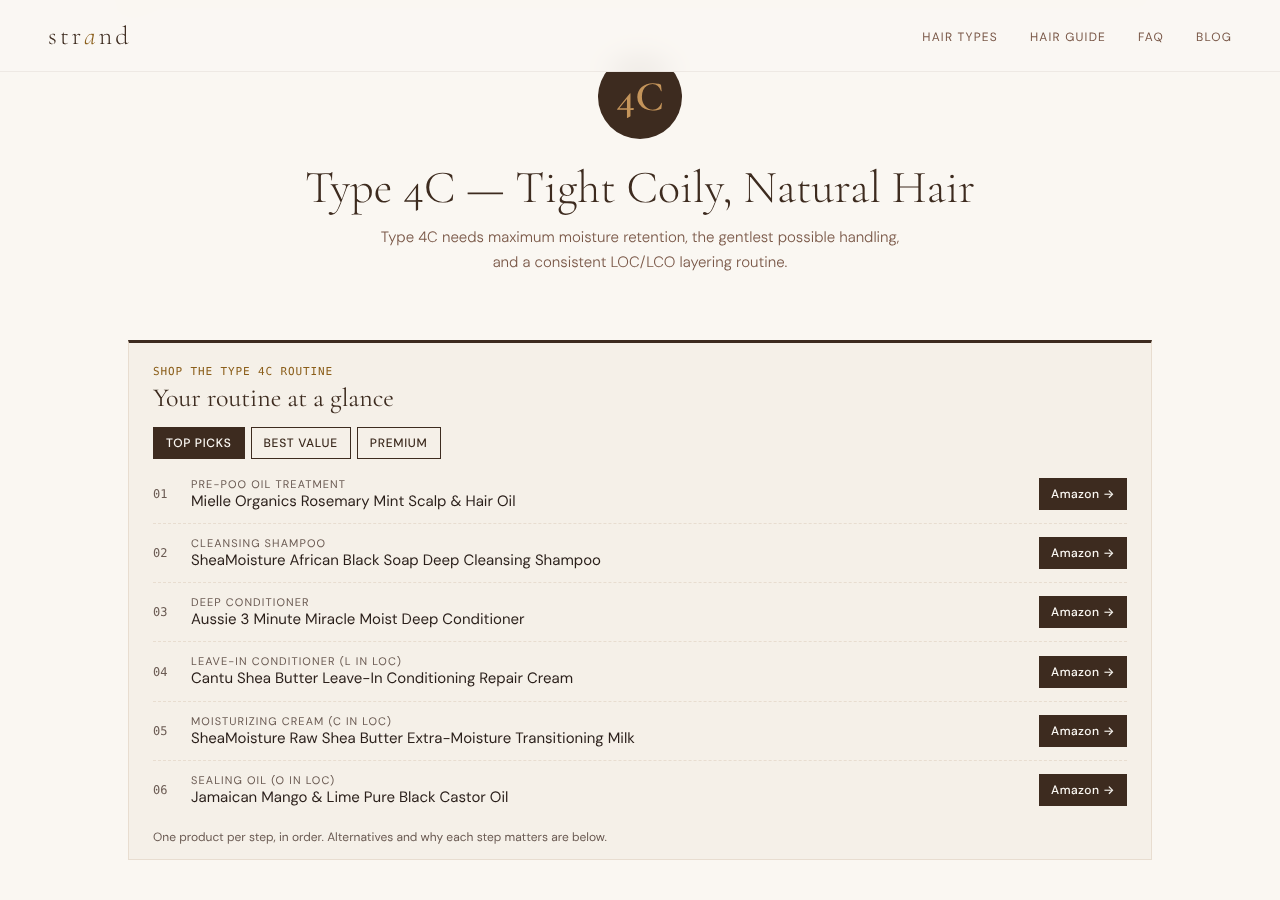 strand
HAIR TYPES HAIR GUIDE FAQ BLOG
4C
Type 4C — Tight Coily, Natural Hair
Type 4C needs maximum moisture retention, the gentlest possible handling,
and a consistent LOC/LCO layering routine.
SHOP THE TYPE 4C ROUTINE
Your routine at a glance
TOP PICKS BEST VALUE PREMIUM
01 PRE-POO OIL TREATMENT
Mielle Organics Rosemary Mint Scalp & Hair Oil
Amazon →
02 CLEANSING SHAMPOO
SheaMoisture African Black Soap Deep Cleansing Shampoo
Amazon →
03 DEEP CONDITIONER
Aussie 3 Minute Miracle Moist Deep Conditioner
Amazon →
04 LEAVE-IN CONDITIONER (L IN LOC)
Cantu Shea Butter Leave-In Conditioning Repair Cream
Amazon →
05 MOISTURIZING CREAM (C IN LOC)
SheaMoisture Raw Shea Butter Extra-Moisture Transitioning Milk
Amazon →
06 SEALING OIL (O IN LOC)
Jamaican Mango & Lime Pure Black Castor Oil
Amazon →
One product per step, in order. Alternatives and why each step matters are below.